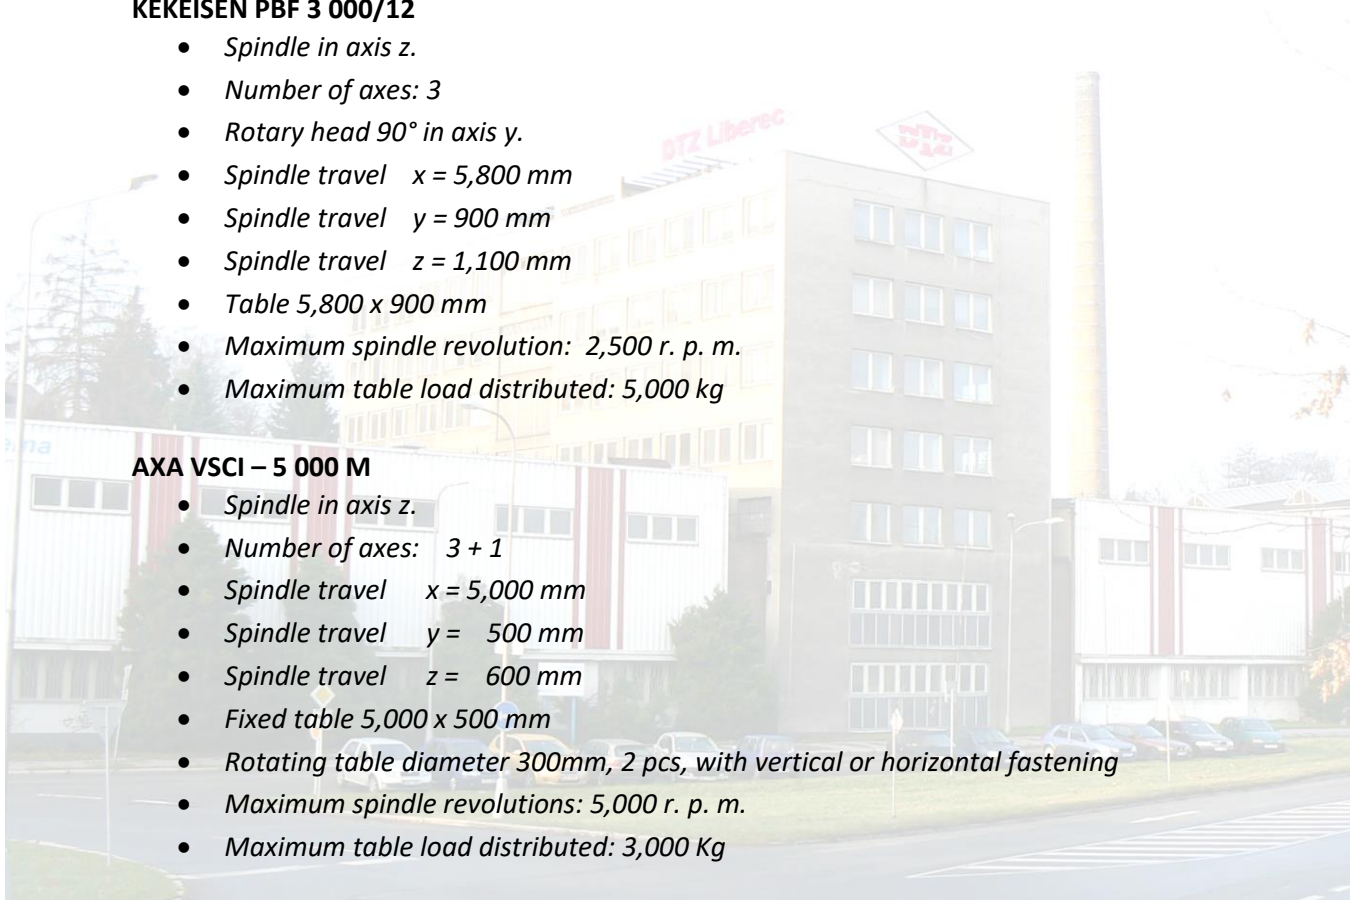 KEKEISEN PBF 3 000/12
• Spindle in axis z.
• Number of axes: 3
• Rotary head 90° in axis y.
• Spindle travel x = 5,800 mm
• Spindle travel y = 900 mm
• Spindle travel z = 1,100 mm
• Table 5,800 x 900 mm
• Maximum spindle revolution: 2,500 r. p. m.
• Maximum table load distributed: 5,000 kg
AXA VSCI – 5 000 M
• Spindle in axis z.
• Number of axes: 3 + 1
• Spindle travel x = 5,000 mm
• Spindle travel y = 500 mm
• Spindle travel z = 600 mm
• Fixed table 5,000 x 500 mm
• Rotating table diameter 300mm, 2 pcs, with vertical or horizontal fastening
• Maximum spindle revolutions: 5,000 r. p. m.
• Maximum table load distributed: 3,000 Kg
DTZ Liberec
DTZ